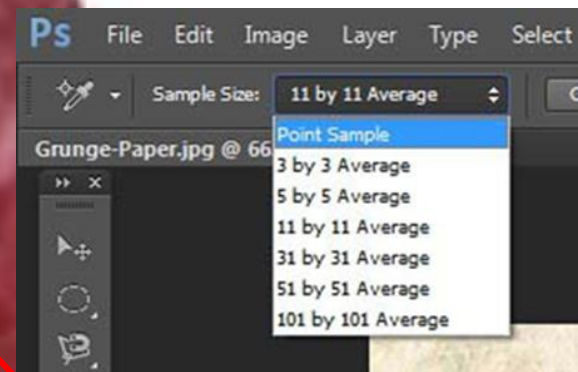 Ps File Edit Image Layer Type Select
Sample Size: 11 by 11 Average
Grunge-Paper.jpg @ 66
Point Sample
3 by 3 Average
5 by 5 Average
11 by 11 Average
31 by 31 Average
51 by 51 Average
101 by 101 Average